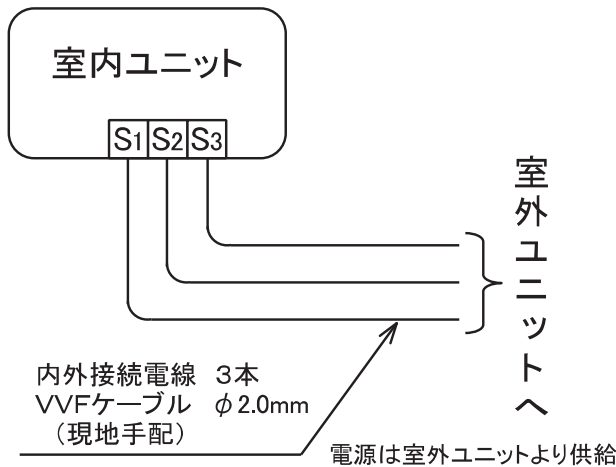 室内ユニット
S1 S2 S3
室外ユニットへ
内外接続電線 3本
VVFケーブル φ2.0mm
（現地手配）
電源は室外ユニットより供給